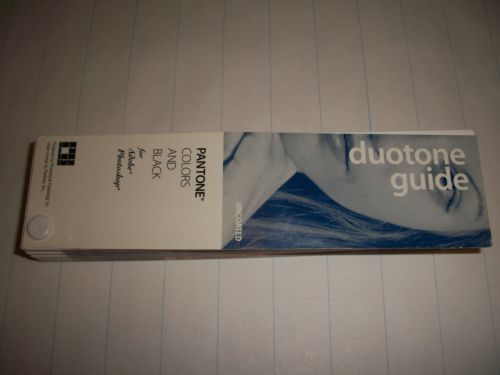 duotone
guide
UNCOATED
PANTONE®
COLORS
AND
BLACK
for
Adobe®
Photoshop®